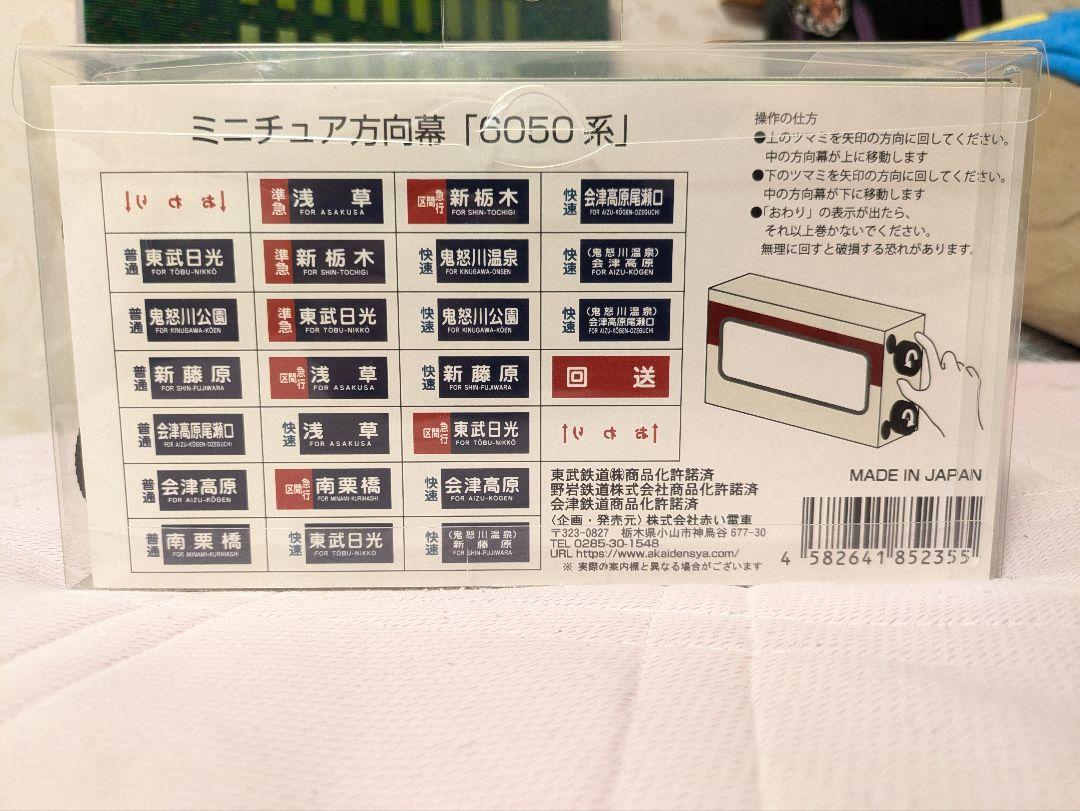 ミニチュア方向幕「6050系」
操作の仕方
●上のツマミを矢印の方向に回してください。
中の方向幕が上に移動します
●下のツマミを矢印の方向に回してください。
中の方向幕が下に移動します
●「おわり」の表示が出たら、
それ以上巻かないでください。
無理に回すと破損する恐れがあります。
↓おわり↓
準急 浅草 FOR ASAKUSA
区間急行 新栃木 FOR SHIN-TOCHIGI
快速 会津高原尾瀬口 FOR AIZU-KŌGEN-OZEGUCHI
普通 東武日光 FOR TŌBU-NIKKŌ
準急 新栃木 FOR SHIN-TOCHIGI
快速 鬼怒川温泉 FOR KINUGAWA-ONSEN
快速 (鬼怒川温泉) 会津高原 FOR AIZU-KŌGEN
普通 鬼怒川公園 FOR KINUGAWA-KŌEN
準急 東武日光 FOR TŌBU-NIKKŌ
快速 鬼怒川公園 FOR KINUGAWA-KŌEN
快速 (鬼怒川温泉) 会津高原尾瀬口 FOR AIZU-KŌGEN-OZEGUCHI
普通 新藤原 FOR SHIN-FUJIWARA
区間急行 浅草 FOR ASAKUSA
快速 新藤原 FOR SHIN-FUJIWARA
回送
普通 会津高原尾瀬口 FOR AIZU-KŌGEN-OZEGUCHI
快速 浅草 FOR ASAKUSA
区間急行 東武日光 FOR TŌBU-NIKKŌ
↑おわり↑
普通 会津高原 FOR AIZU-KŌGEN
区間急行 南栗橋 FOR MINAMI-KURIHASHI
快速 会津高原 FOR AIZU-KŌGEN
普通 南栗橋 FOR MINAMI-KURIHASHI
快速 東武日光 FOR TŌBU-NIKKŌ
快速 (鬼怒川温泉) 新藤原 FOR SHIN-FUJIWARA
東武鉄道㈱商品化許諾済
野岩鉄道株式会社商品化許諾済
会津鉄道商品化許諾済
〈企画・発売元〉株式会社赤い電車
〒323-0827 栃木県小山市神鳥谷677-30
TEL 0285-30-1548
URL https://www.akaidensya.com/
※ 実際の案内標と異なる場合がございます
MADE IN JAPAN
4 582641 852355